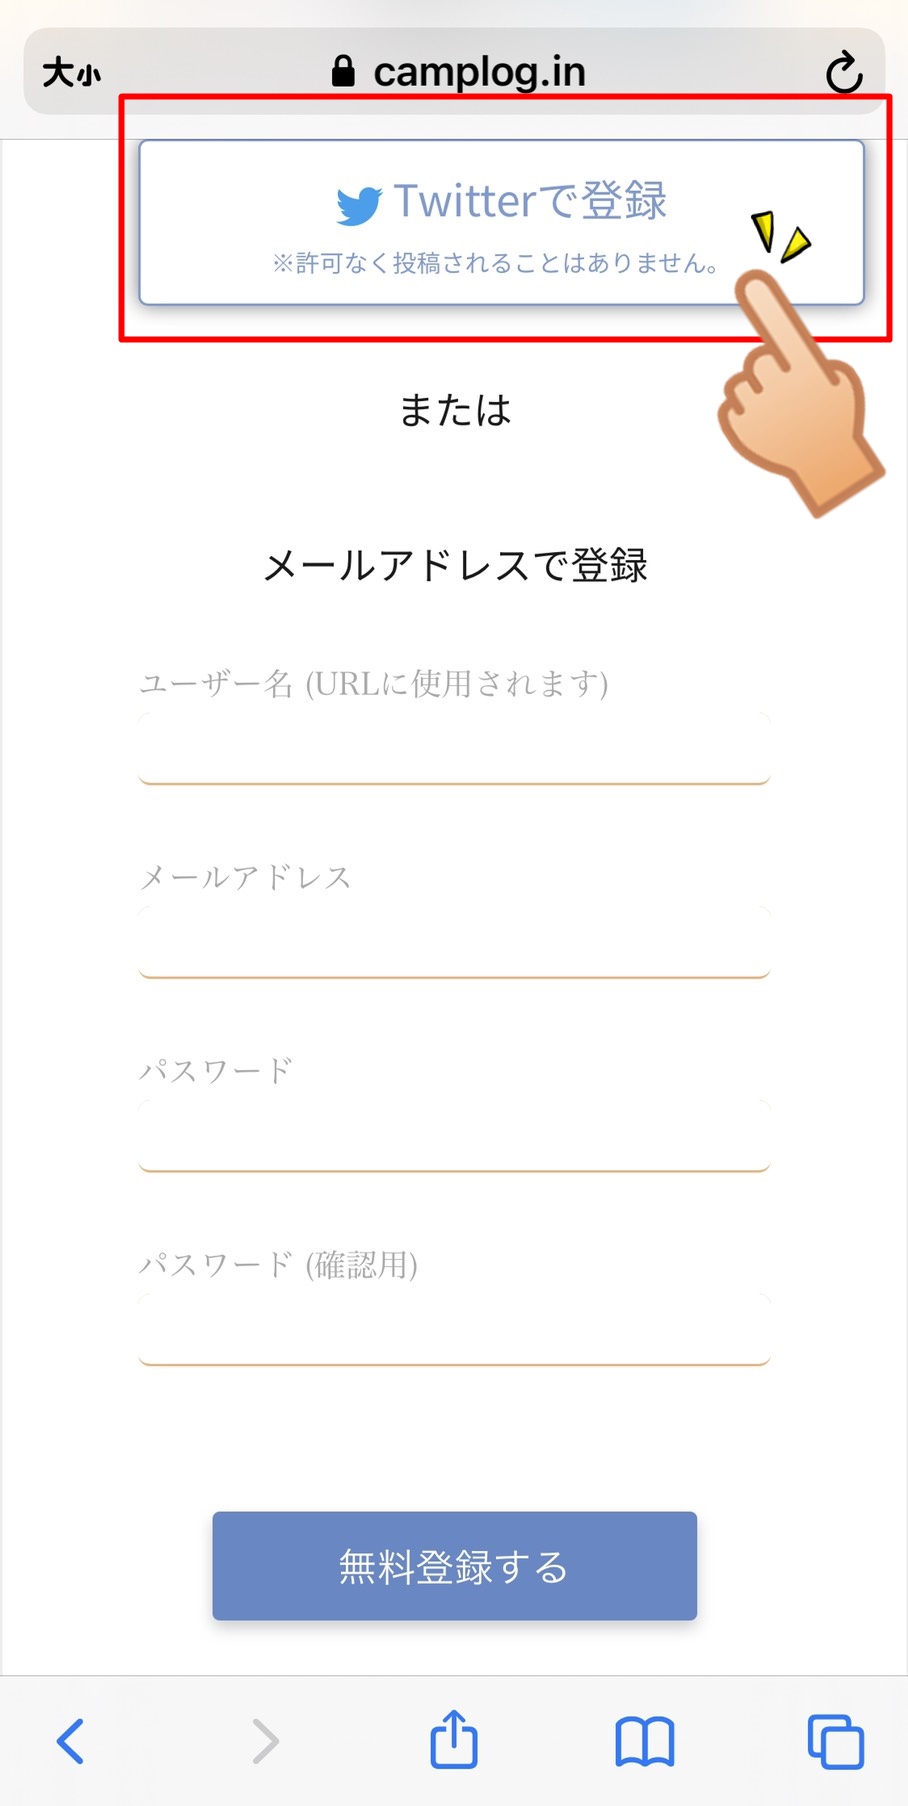 大小 camplog.in
Twitterで登録
※許可なく投稿されることはありません。
または
メールアドレスで登録
ユーザー名 (URLに使用されます)
メールアドレス
パスワード
パスワード (確認用)
無料登録する